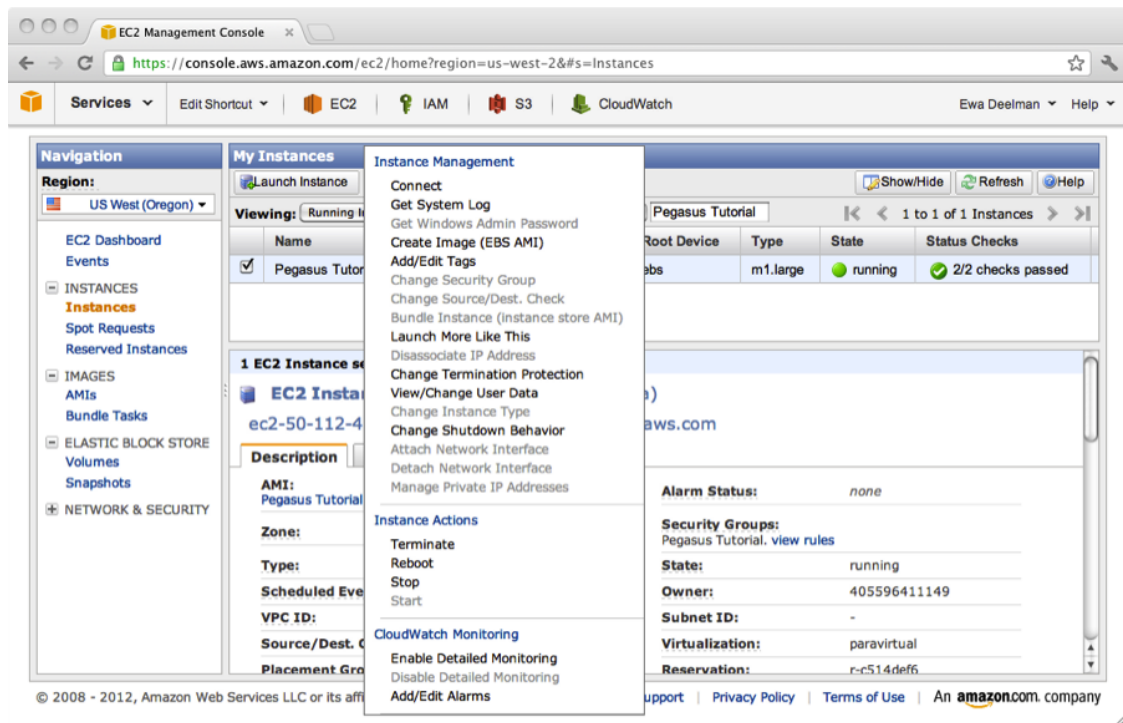 EC2 Management Console
https://console.aws.amazon.com/ec2/home?region=us-west-2&#s=Instances
Services Edit Shortcut EC2 IAM S3 CloudWatch Ewa Deelman Help
Navigation
Region:
US West (Oregon)
EC2 Dashboard
Events
INSTANCES
Instances
Spot Requests
Reserved Instances
IMAGES
AMIs
Bundle Tasks
ELASTIC BLOCK STORE
Volumes
Snapshots
NETWORK & SECURITY
My Instances
Launch Instance
Show/Hide Refresh Help
Viewing: Running Pegasus Tutorial 1 to 1 of 1 Instances
Name Root Device Type State Status Checks
Pegasus Tutor ebs m1.large running 2/2 checks passed
1 EC2 Instance se
EC2 Insta )
ec2-50-112-4 aws.com
Description
AMI:
Pegasus Tutorial
Zone:
Type:
Scheduled Eve
VPC ID:
Source/Dest. C
Placement Gro
Instance Management
Connect
Get System Log
Get Windows Admin Password
Create Image (EBS AMI)
Add/Edit Tags
Change Security Group
Change Source/Dest. Check
Bundle Instance (instance store AMI)
Launch More Like This
Disassociate IP Address
Change Termination Protection
View/Change User Data
Change Instance Type
Change Shutdown Behavior
Attach Network Interface
Detach Network Interface
Manage Private IP Addresses
Instance Actions
Terminate
Reboot
Stop
Start
CloudWatch Monitoring
Enable Detailed Monitoring
Disable Detailed Monitoring
Add/Edit Alarms
Alarm Status: none
Security Groups:
Pegasus Tutorial. view rules
State: running
Owner: 405596411149
Subnet ID: -
Virtualization: paravirtual
Reservation: r-c514def6
© 2008 - 2012, Amazon Web Services LLC or its affi upport | Privacy Policy | Terms of Use | An amazon.com. company